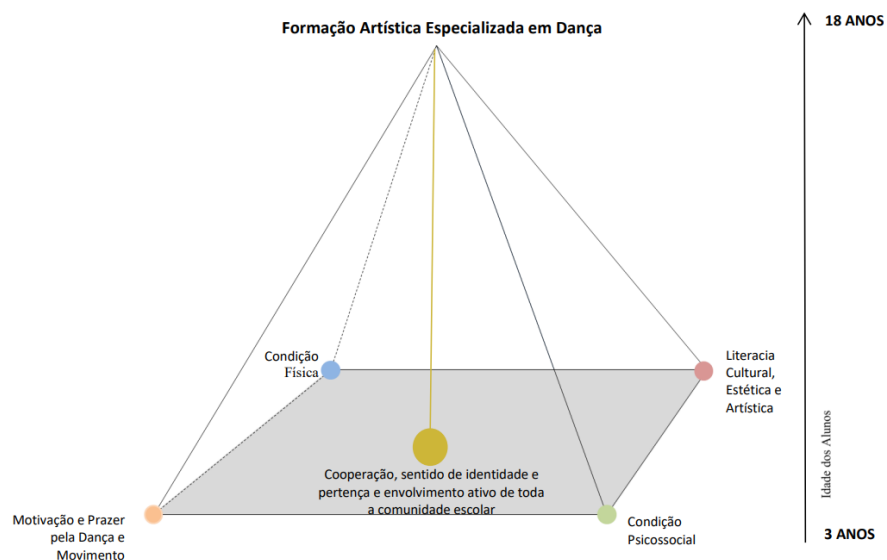 Formação Artística Especializada em Dança
18 ANOS
Condição
Física
Literacia
Cultural,
Estética e
Artística
Cooperação, sentido de identidade e
pertença e envolvimento ativo de toda
a comunidade escolar
Motivação e Prazer
pela Dança e
Movimento
Condição
Psicossocial
Idade dos Alunos
3 ANOS